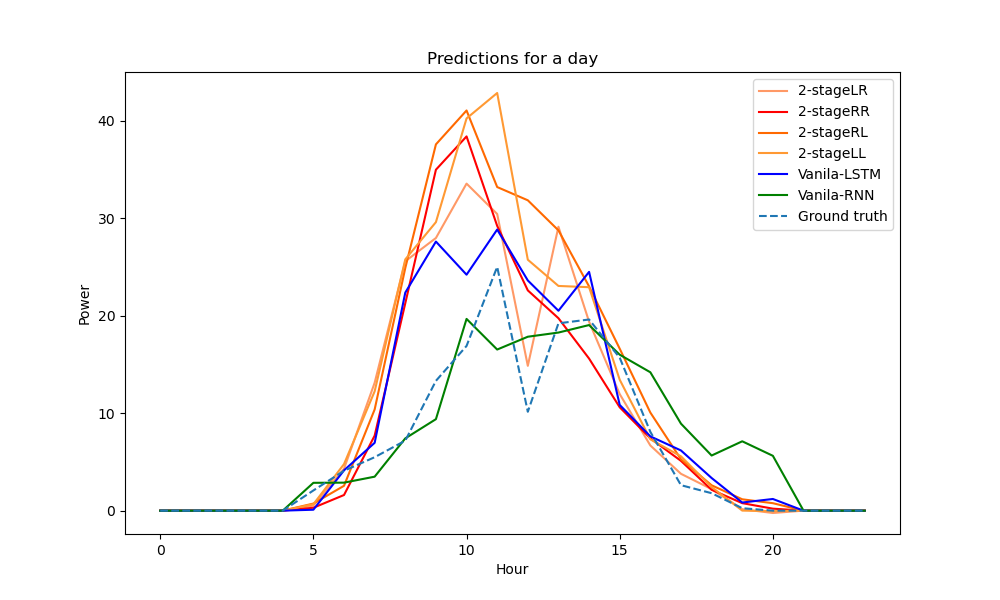 Predictions for a day
2-stageLR
2-stageRR
2-stageRL
2-stageLL
Vanila-LSTM
Vanila-RNN
Ground truth
Power
40
30
20
10
0
0 5 10 15 20
Hour